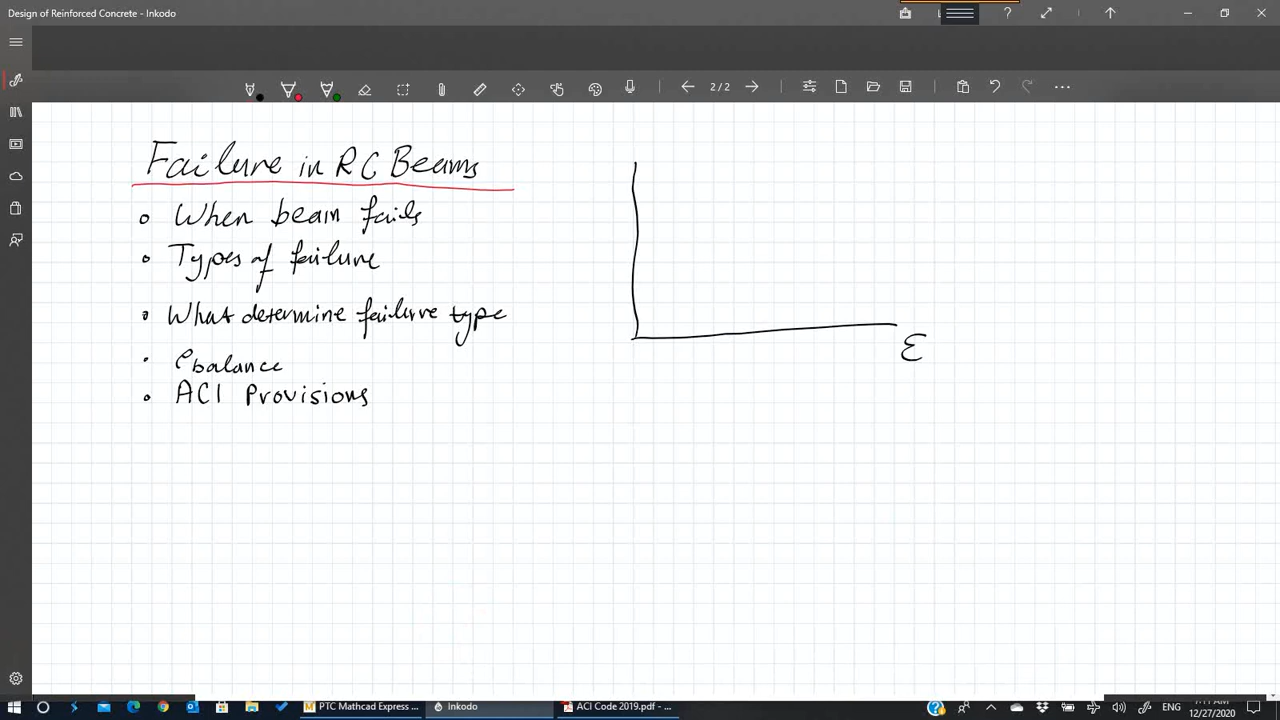 Design of Reinforced Concrete - Inkodo
2/2
Failure in RC Beams
When beam fails
Types of failure
What determine failure type
ρbalance
ACI Provisions
ε
PTC Mathcad Express ...
Inkodo
ACI Code 2019.pdf - ...
ENG
12/27/2020